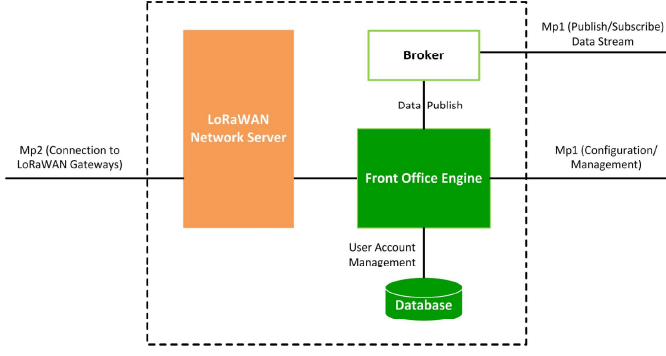 Mp1 (Publish/Subscribe)
Data Stream
Broker
Data Publish
LoRaWAN
Network Server
Mp2 (Connection to
LoRaWAN Gateways)
Front Office Engine
Mp1 (Configuration/
Management)
User Account
Management
Database